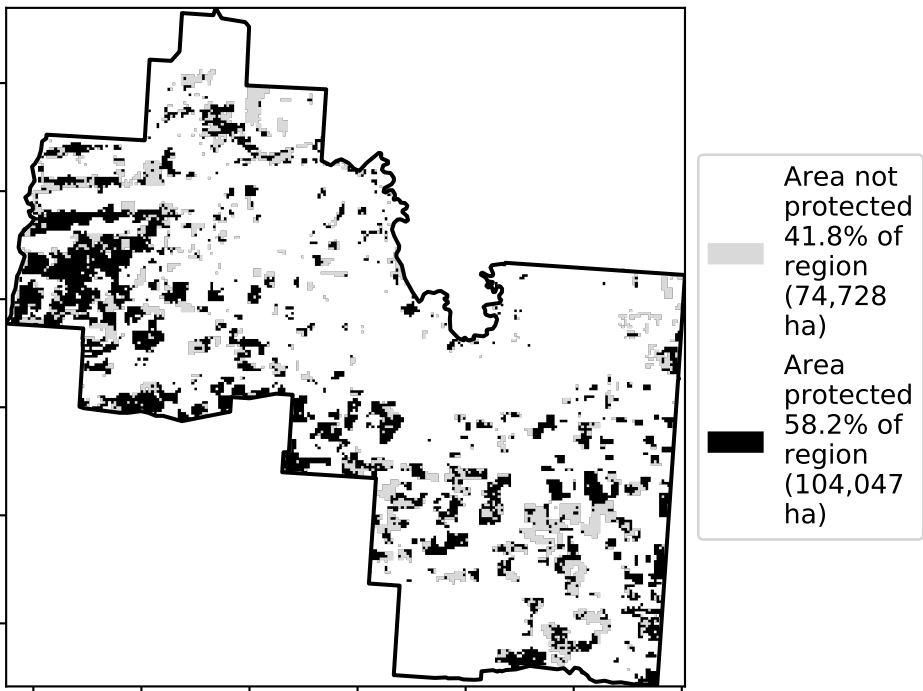 Area not
protected
41.8% of
region
(74,728
ha)
Area
protected
58.2% of
region
(104,047
ha)